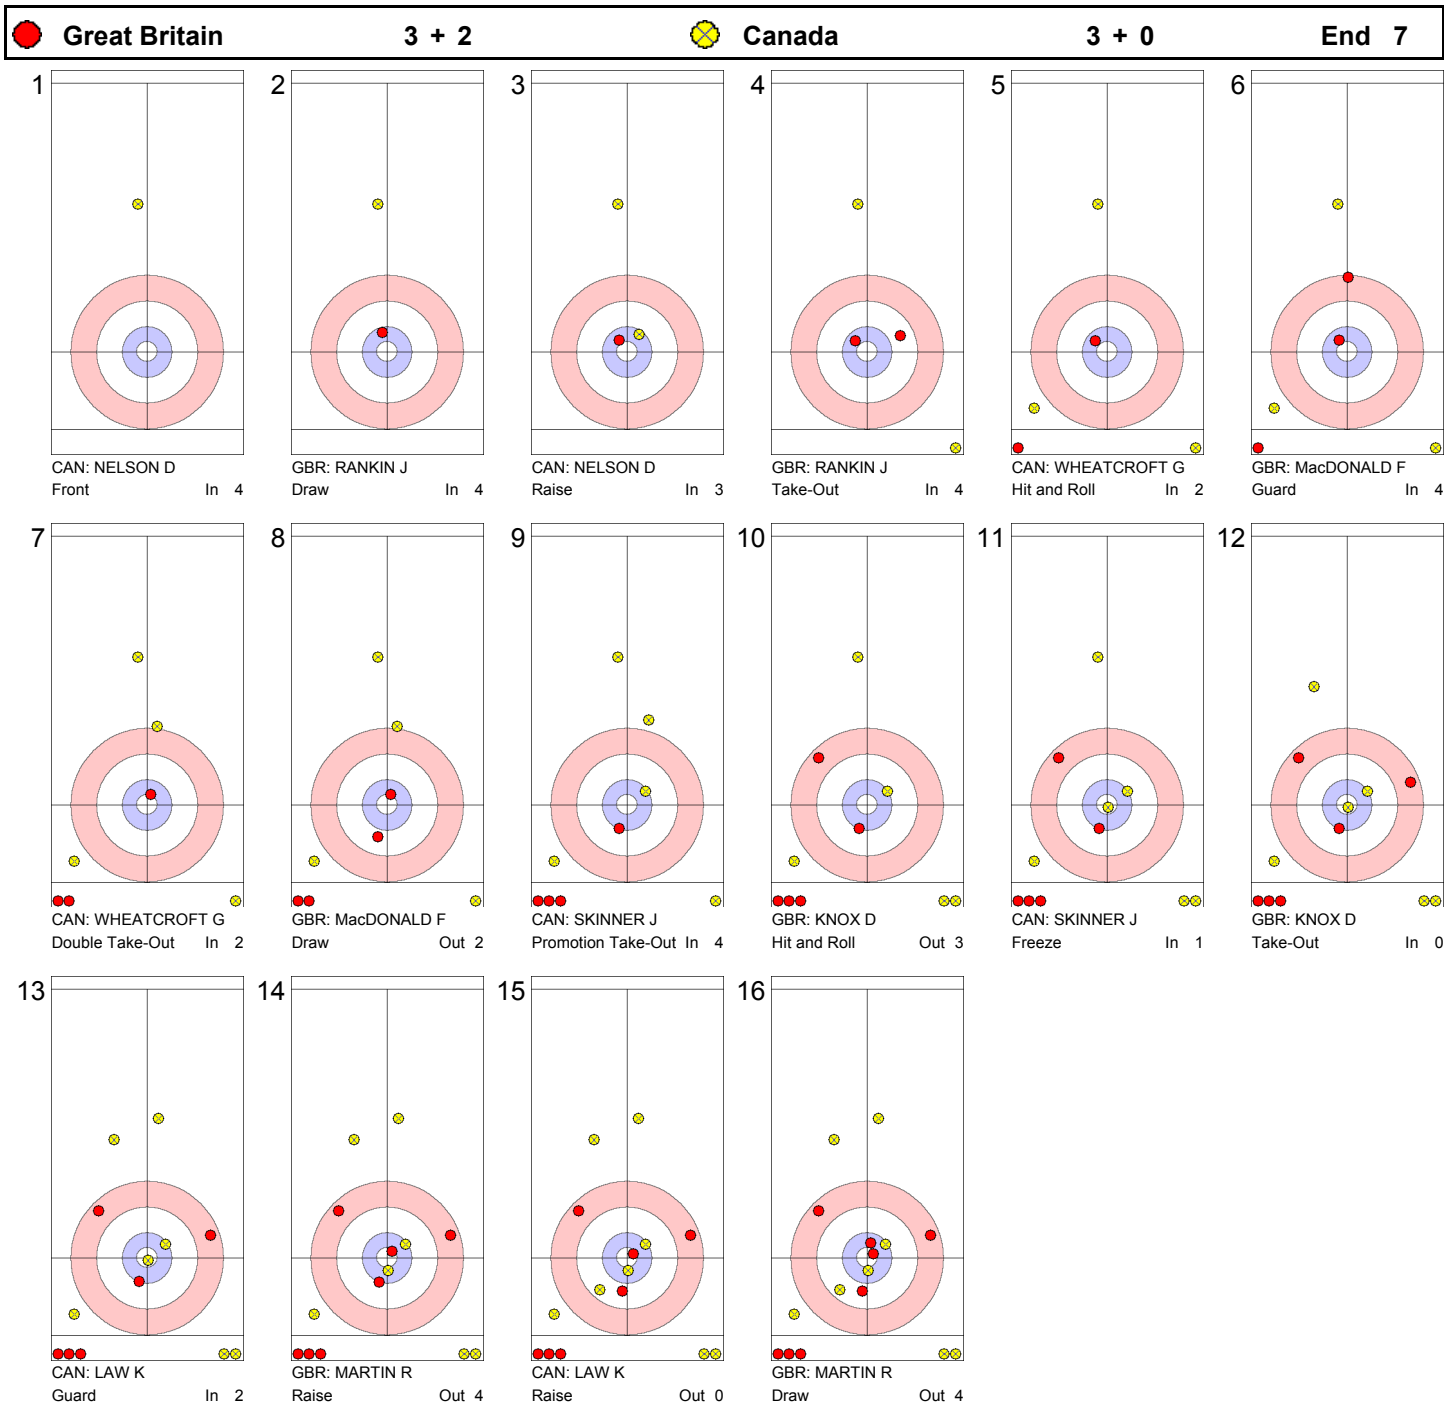 Great Britain 3 + 2 Canada 3 + 0 End 7
1 2 3 4 5 6
CAN: NELSON D GBR: RANKIN J CAN: NELSON D GBR: RANKIN J CAN: WHEATCROFT G GBR: MacDONALD F
Front In 4 Draw In 4 Raise In 3 Take-Out In 4 Hit and Roll In 2 Guard In 4
7 8 9 10 11 12
CAN: WHEATCROFT G GBR: MacDONALD F CAN: SKINNER J GBR: KNOX D CAN: SKINNER J GBR: KNOX D
Double Take-Out In 2 Draw Out 2 Promotion Take-Out In 4 Hit and Roll Out 3 Freeze In 1 Take-Out In 0
13 14 15 16
CAN: LAW K GBR: MARTIN R CAN: LAW K GBR: MARTIN R
Guard In 2 Raise Out 4 Raise Out 0 Draw Out 4